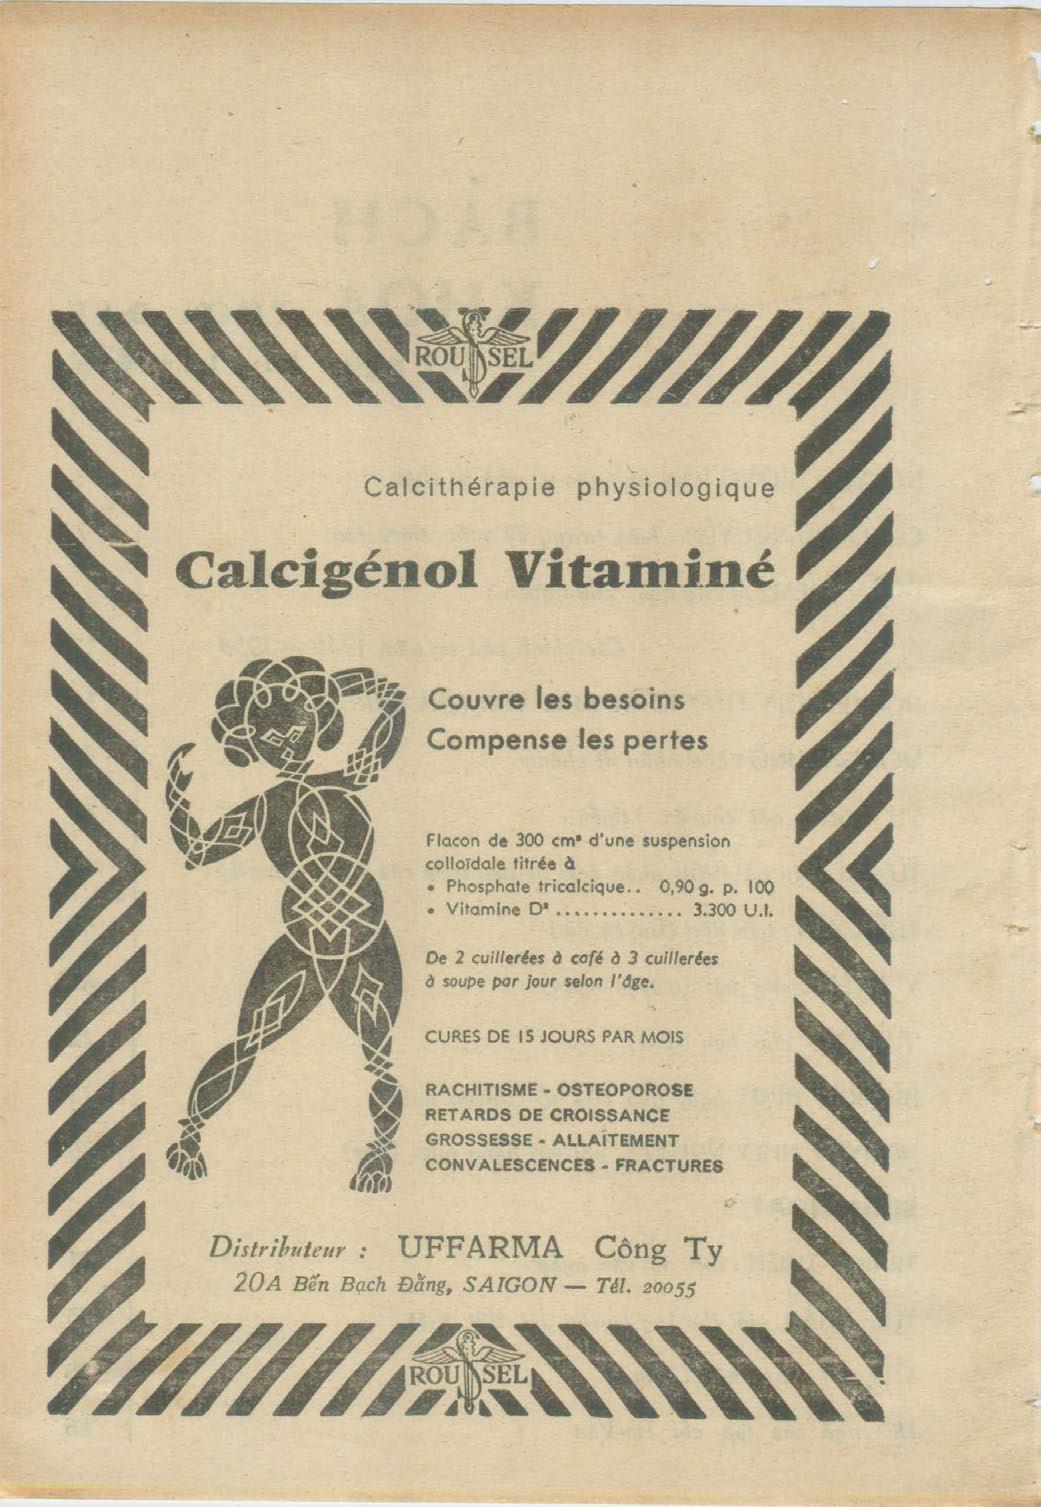 ROUSSEL
Calcithérapie physiologique
Calcigénol Vitaminé
Couvre les besoins
Compense les pertes
Flacon de 300 cm³ d'une suspension
colloïdale titrée à
• Phosphate tricalcique.. 0,90 g. p. 100
• Vitamine D² .............. 3.300 U.I.
De 2 cuillerées à café à 3 cuillerées
à soupe par jour selon l'âge.
CURES DE 15 JOURS PAR MOIS
RACHITISME - OSTEOPOROSE
RETARDS DE CROISSANCE
GROSSESSE - ALLAITEMENT
CONVALESCENCES - FRACTURES
Distributeur : UFFARMA Công Ty
20A Bến Bạch Đằng, SAIGON — Tél. 20055
ROUSSEL